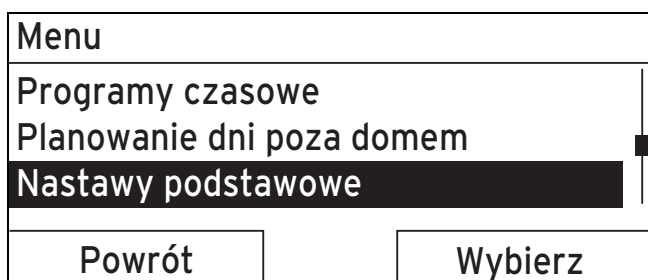 Menu
Programy czasowe
Planowanie dni poza domem
Nastawy podstawowe
Powrót
Wybierz